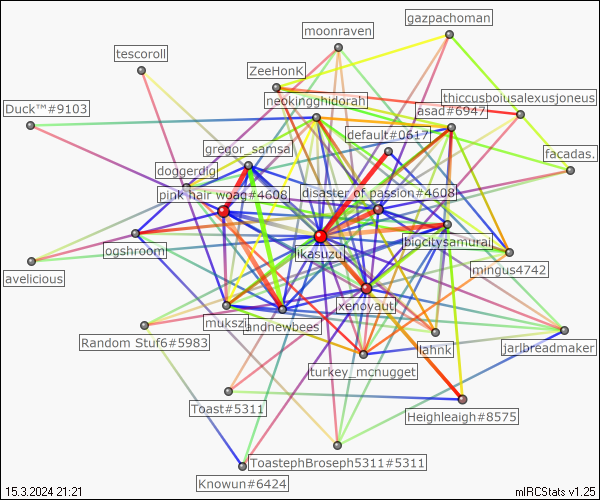 gazpachoman
moonraven
tescoroll
ZeeHonK
thiccusboiusalexusjoneus
neokingghidorah
Duck™#9103
asad#6947
default#0617
gregor_samsa
facadas.
doggerdig
pink hair woag#4608
disaster of passion#4608
bigcitysamurai
ogshroom
ikasuzu
mingus4742
avelicious
xenoyaut
mukszi
landnewbees
Random Stuf6#5983
lahnk
jarlbreadmaker
turkey_mcnugget
Toast#5311
Heighleaigh#8575
ToastephBroseph5311#5311
Knowun#6424
15.3.2024 21:21
mIRCStats v1.25